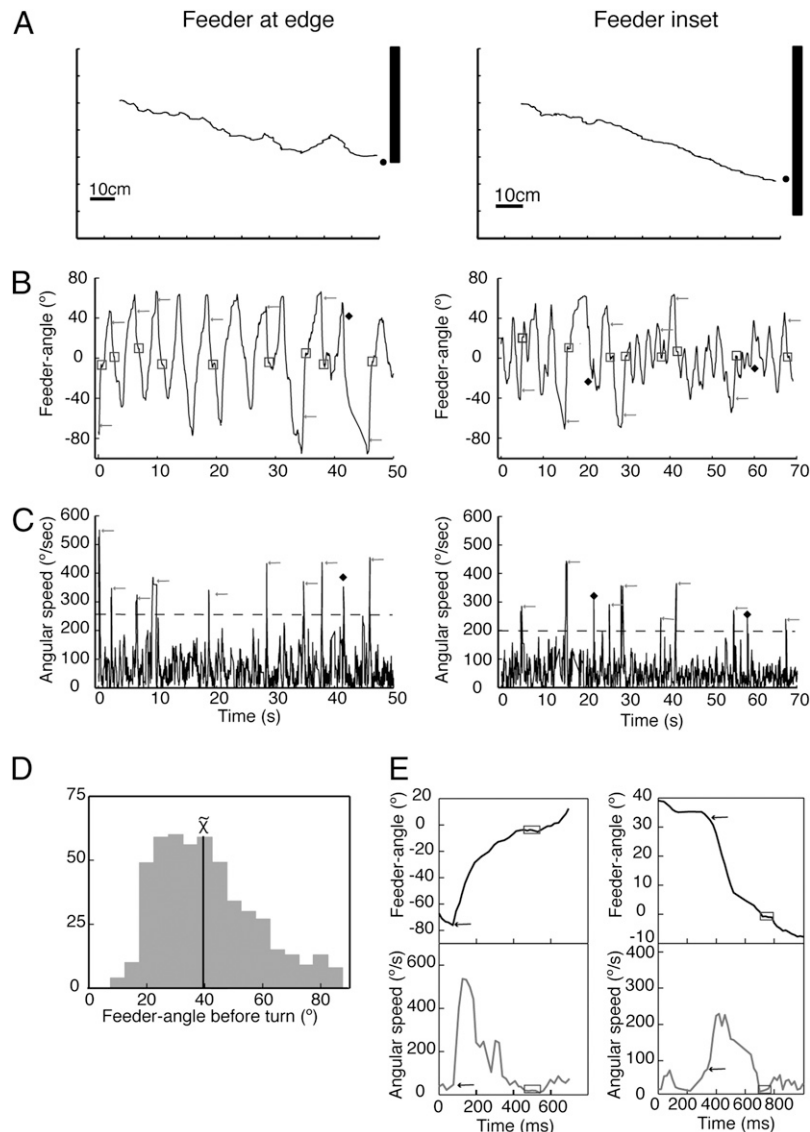 A
Feeder at edge
Feeder inset
10cm
10cm
B
Feeder-angle (°)
80
40
0
-40
-80
0 10 20 30 40 50
80
40
0
-40
-80
0 10 20 30 40 50 60 70
C
Angular speed (°/sec)
600
500
400
300
200
100
0
0 10 20 30 40 50
Time (s)
Angular speed (°/sec)
600
500
400
300
200
100
0
0 10 20 30 40 50 60 70
Time (s)
D
75
50
25
0
x̃
0 20 40 60 80
Feeder-angle before turn (°)
E
Feeder-angle (°)
20
0
-20
-40
-60
-80
Feeder-angle (°)
40
30
20
10
0
-10
Angular speed (°/s)
600
400
200
0
0 200 400 600
Time (ms)
Angular speed (°/s)
400
300
200
100
0
0 200 400 600 800
Time (ms)